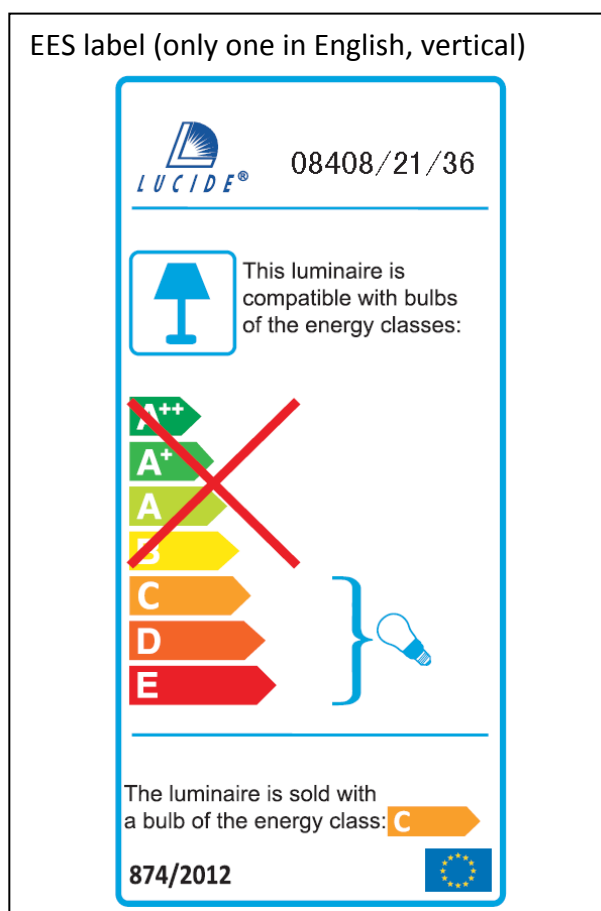 EES label (only one in English, vertical)
LUCIDE®
08408/21/36
This luminaire is
compatible with bulbs
of the energy classes:
A++
A+
A
B
C
D
E
The luminaire is sold with
a bulb of the energy class: C
874/2012